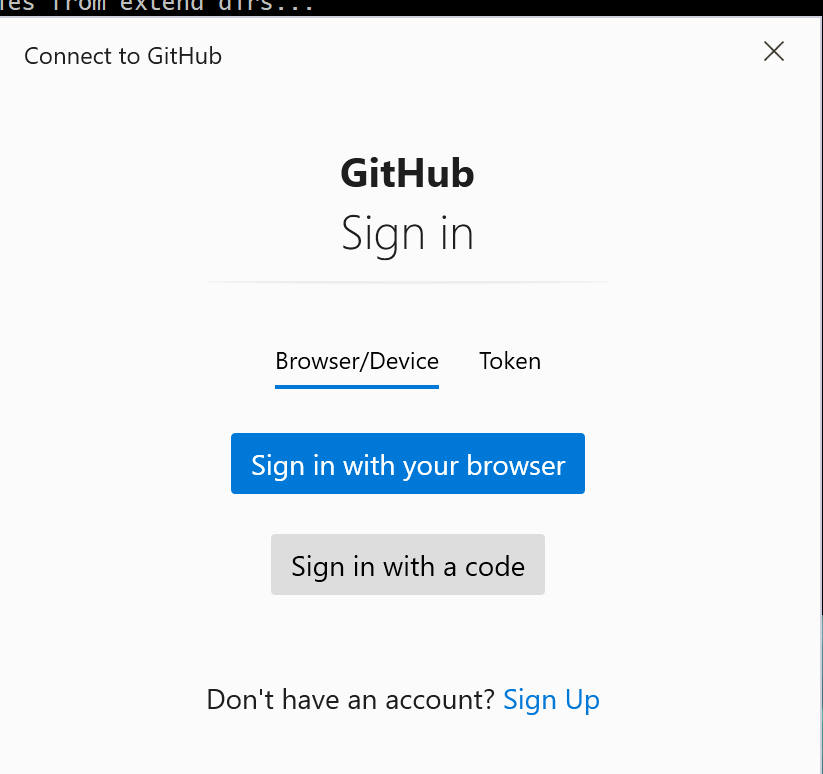 les from extend dirs...
Connect to GitHub
GitHub
Sign in
Browser/Device Token
Sign in with your browser
Sign in with a code
Don't have an account? Sign Up